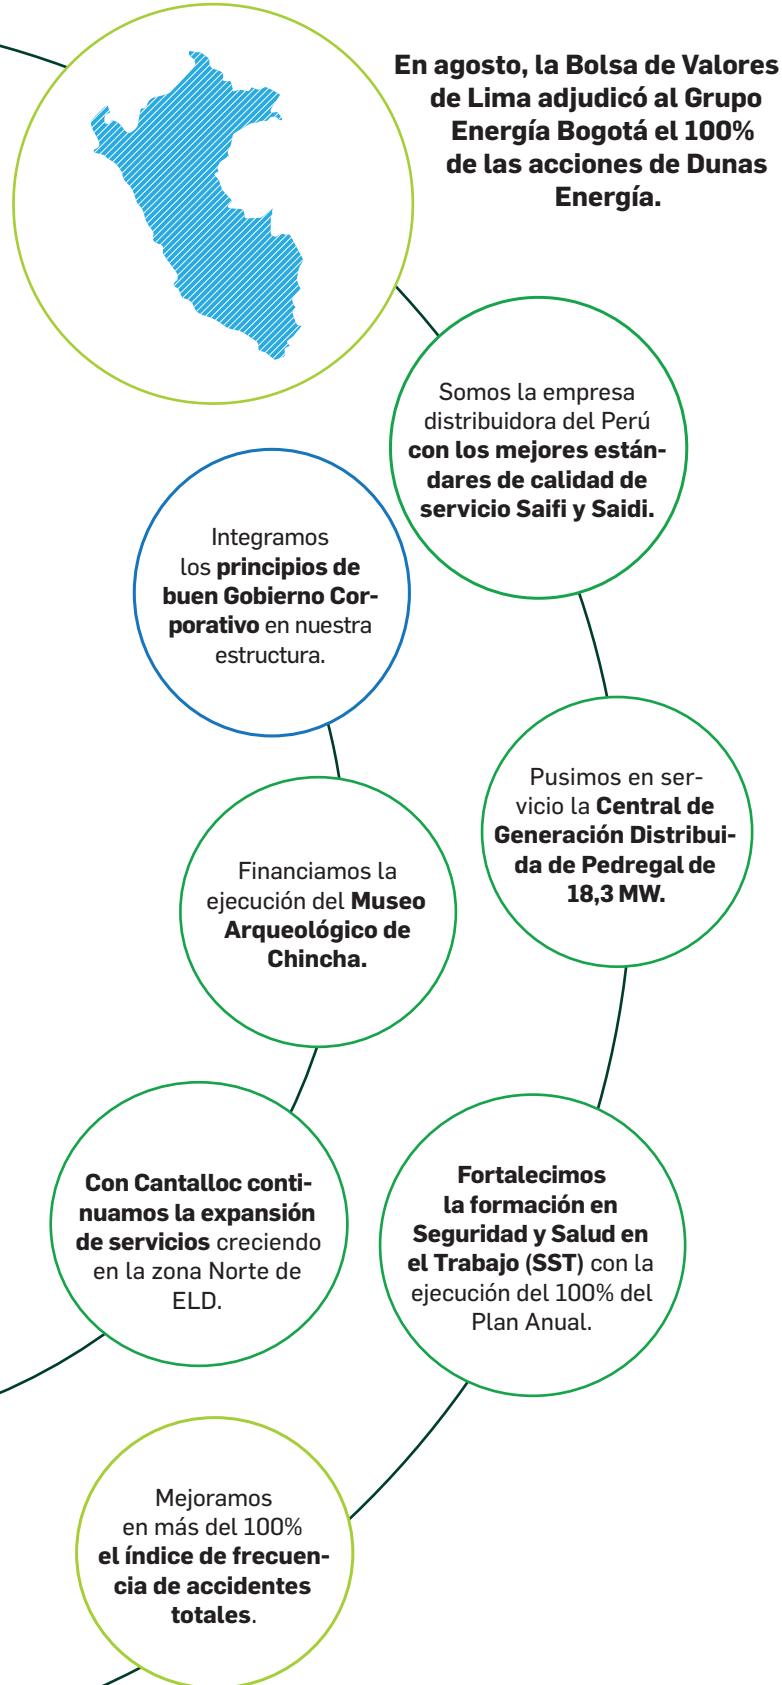 En agosto, la Bolsa de Valores
de Lima adjudicó al Grupo
Energía Bogotá el 100%
de las acciones de Dunas
Energía.
Somos la empresa
distribuidora del Perú
con los mejores están-
dares de calidad de
servicio Saifi y Saidi.
Integramos
los principios de
buen Gobierno Cor-
porativo en nuestra
estructura.
Pusimos en ser-
vicio la Central de
Generación Distribui-
da de Pedregal de
18,3 MW.
Financiamos la
ejecución del Museo
Arqueológico de
Chincha.
Con Cantalloc conti-
nuamos la expansión
de servicios creciendo
en la zona Norte de
ELD.
Fortalecimos
la formación en
Seguridad y Salud en
el Trabajo (SST) con la
ejecución del 100% del
Plan Anual.
Mejoramos
en más del 100%
el índice de frecuen-
cia de accidentes
totales.